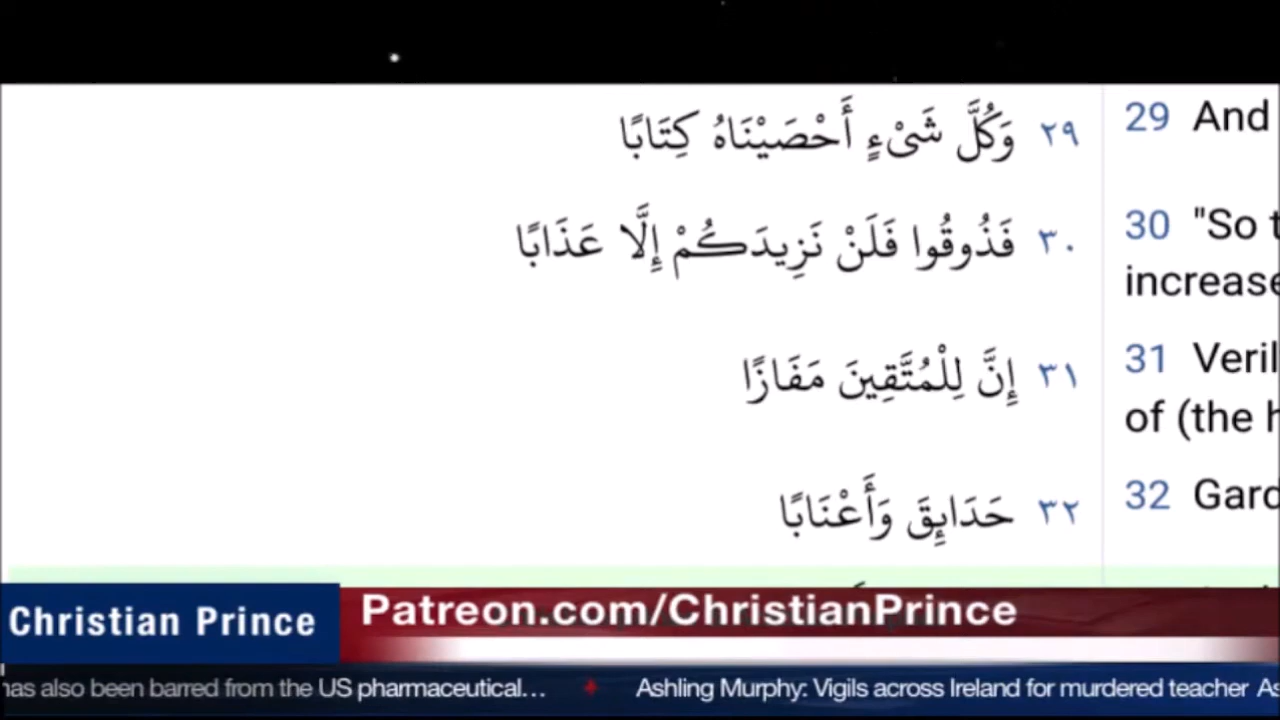 ٢٩ وَكُلَّ شَىْءٍ أَحْصَيْنَاهُ كِتَابًا
29 And
٣٠ فَذُوقُوا فَلَنْ نَزِيدَكُمْ إِلَّا عَذَابًا
30 "So t
increase
٣١ إِنَّ لِلْمُتَّقِينَ مَفَازًا
31 Veril
of (the h
٣٢ حَدَايِٕقَ وَأَعْنَابًا
32 Gard
Christian Prince
Patreon.com/ChristianPrince
has also been barred from the US pharmaceutical... Ashling Murphy: Vigils across Ireland for murdered teacher As